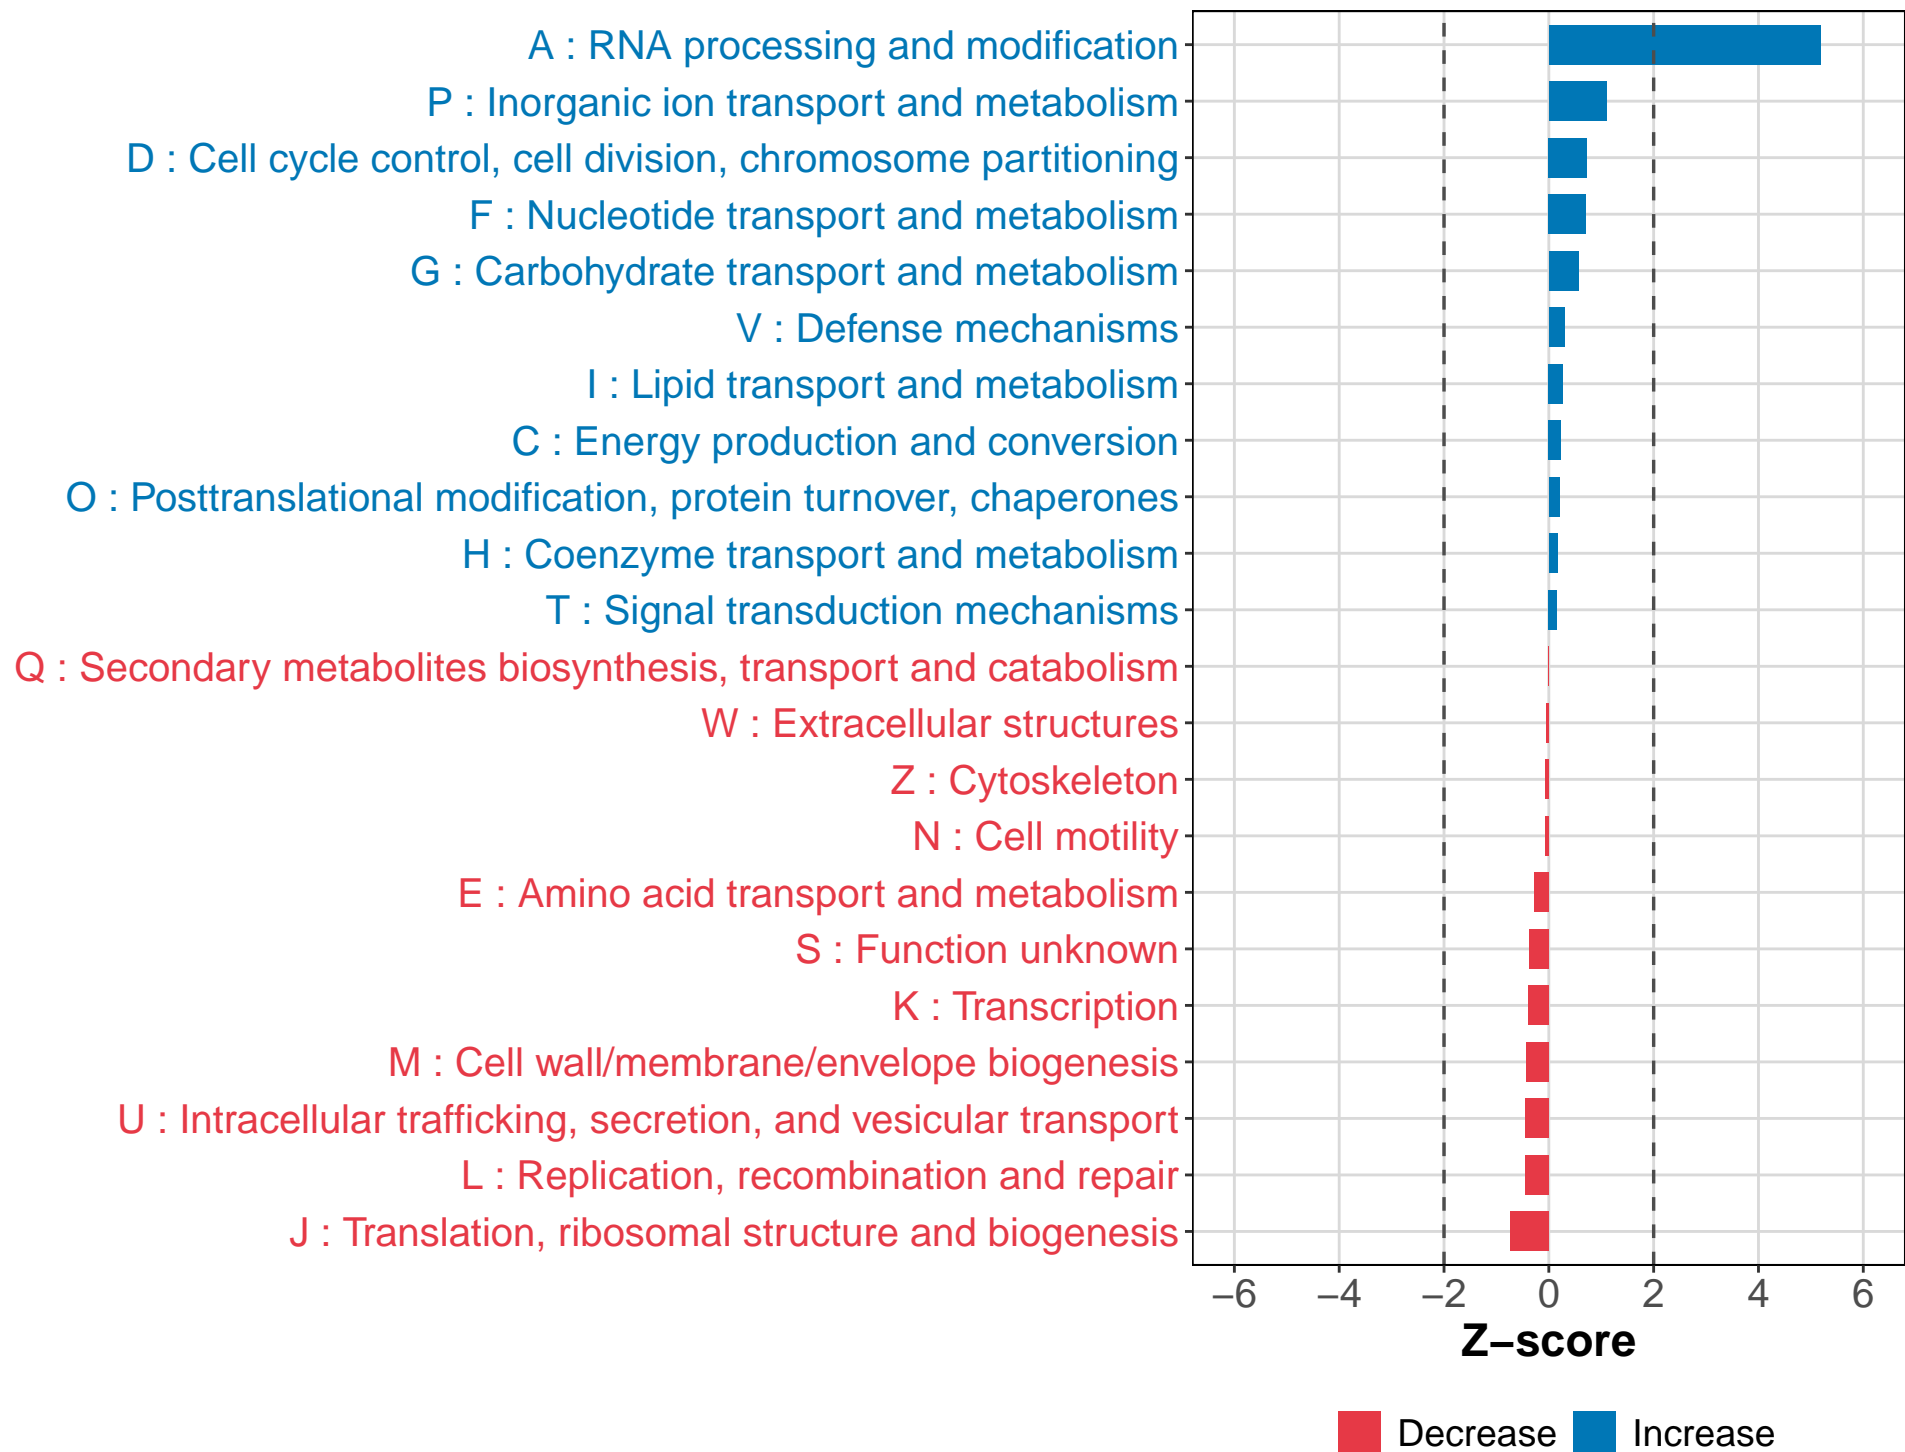 A : RNA processing and modification
P : Inorganic ion transport and metabolism
D : Cell cycle control, cell division, chromosome partitioning
F : Nucleotide transport and metabolism
G : Carbohydrate transport and metabolism
V : Defense mechanisms
I : Lipid transport and metabolism
C : Energy production and conversion
O : Posttranslational modification, protein turnover, chaperones
H : Coenzyme transport and metabolism
T : Signal transduction mechanisms
Q : Secondary metabolites biosynthesis, transport and catabolism
W : Extracellular structures
Z : Cytoskeleton
N : Cell motility
E : Amino acid transport and metabolism
S : Function unknown
K : Transcription
M : Cell wall/membrane/envelope biogenesis
U : Intracellular trafficking, secretion, and vesicular transport
L : Replication, recombination and repair
J : Translation, ribosomal structure and biogenesis
−6 −4 −2 0 2 4 6
Z−score
Decrease Increase